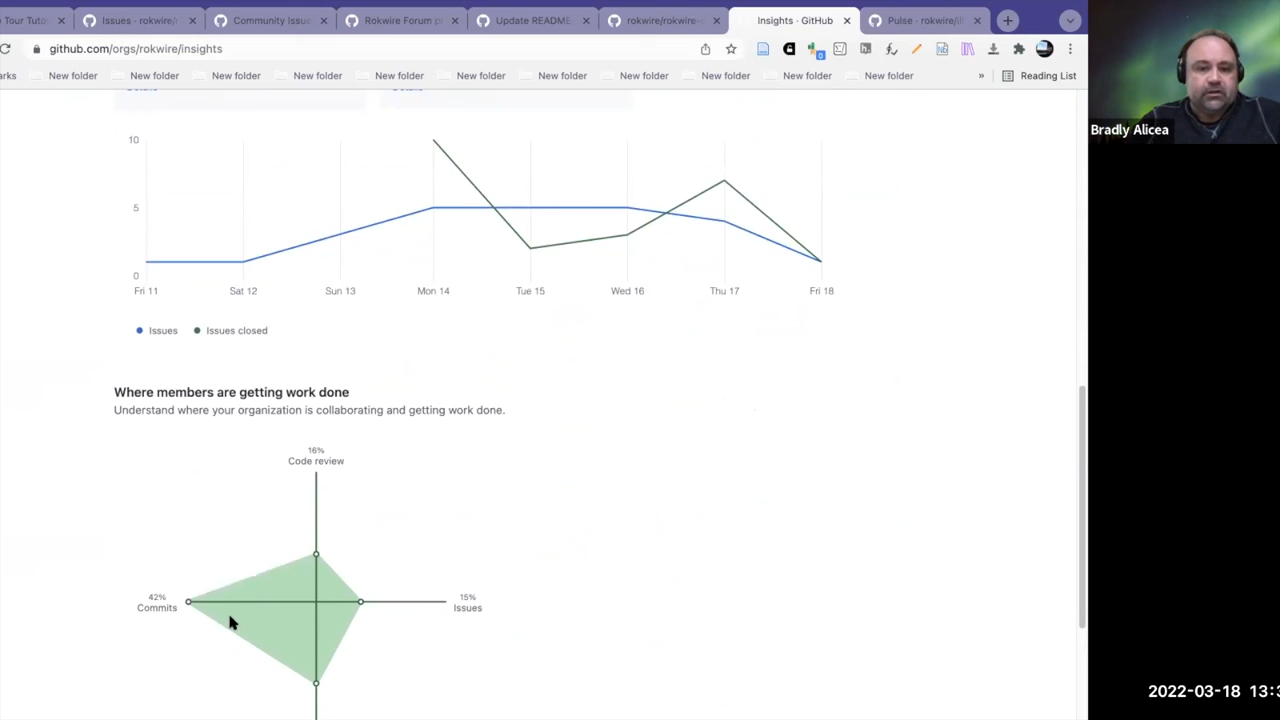 Issues - rokwire/
Community Issue
Rokwire Forum p
Update README
rokwire/rokwire-
Insights · GitHub
Pulse - rokwire/
github.com/orgs/rokwire/insights
New folder New folder New folder New folder New folder New folder New folder New folder New folder New folder New folder » Reading List
Bradly Alicea
10
5
0
Fri 11 Sat 12 Sun 13 Mon 14 Tue 15 Wed 16 Thu 17 Fri 18
Issues Issues closed
Where members are getting work done
Understand where your organization is collaborating and getting work done.
16%
Code review
42%
Commits
15%
Issues
2022-03-18 13: